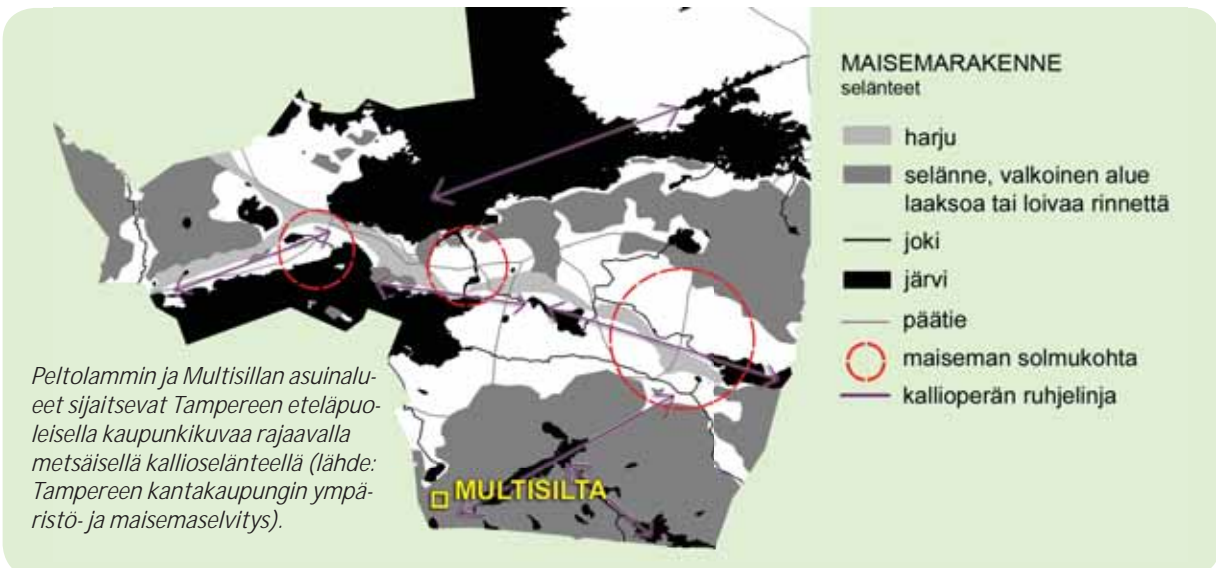 MAISEMARAKENNE
selänteet
harju
selänne, valkoinen alue
laaksoa tai loivaa rinnettä
joki
järvi
päätie
maiseman solmukohta
kallioperän ruhjelinja
Peltolammin ja Multisillan asuinalu-
eet sijaitsevat Tampereen eteläpuo-
leisella kaupunkikuvaa rajaavalla
metsäisellä kallioselänteellä (lähde:
Tampereen kantakaupungin ympä-
ristö- ja maisemaselvitys).
MULTISILTA